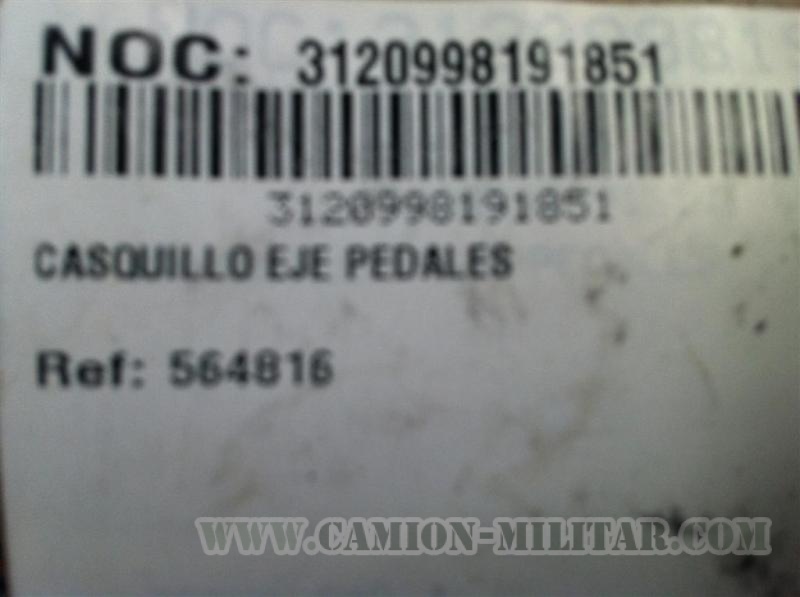 NOC: 3120998191851
3120998191851
CASQUILLO EJE PEDALES
Ref: 564816
WWW.CAMION-MILITAR.COM